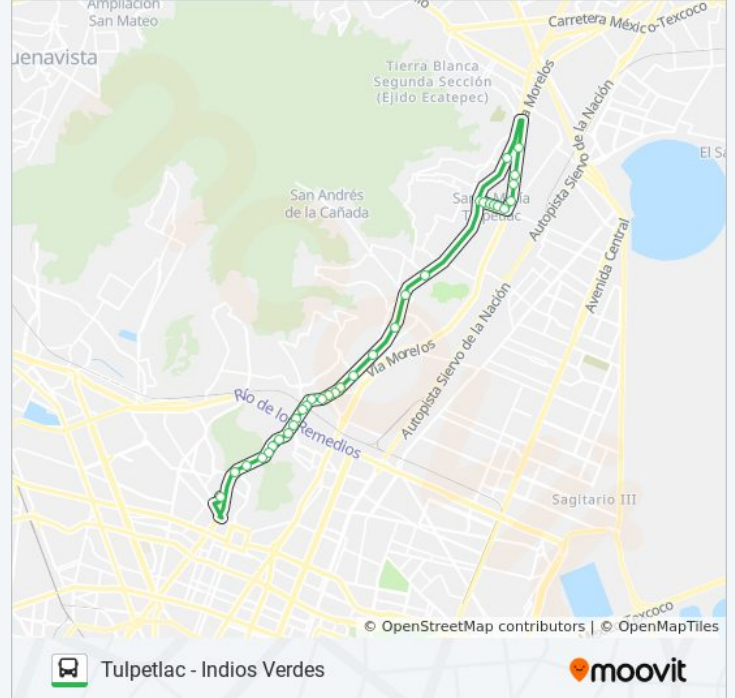 Ampliación
San Mateo
Carretera México-Texcoco
Tierra Blanca
Segunda Sección
(Ejido Ecatepec)
Morelos
Autopista Siervo de la Nación
San Andrés
de la Cañada
Avenida Central
Vía Morelos
Autopista Siervo de la Nación
Río de los Remedios
Sagitario III
Texcoco
© OpenStreetMap contributors | © OpenMapTiles
Tulpetlac - Indios Verdes
moovit